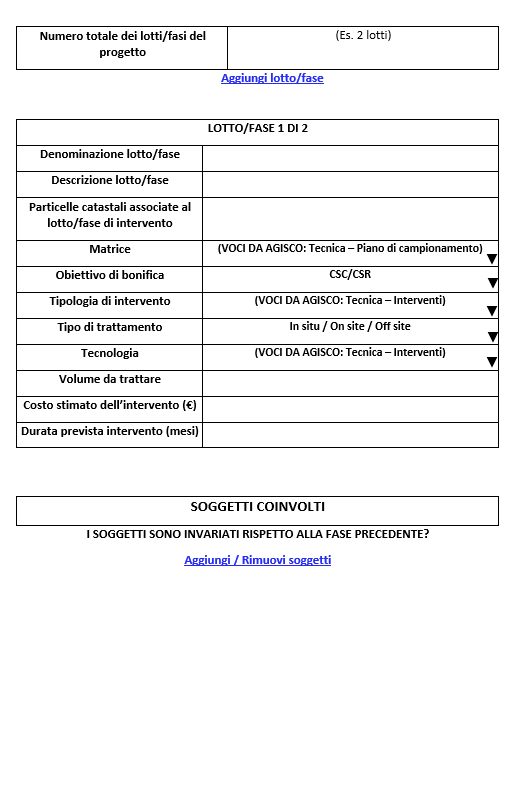 Numero totale dei lotti/fasi del
progetto
(Es. 2 lotti)
Aggiungi lotto/fase
LOTTO/FASE 1 DI 2
Denominazione lotto/fase
Descrizione lotto/fase
Particelle catastali associate al
lotto/fase di intervento
Matrice
(VOCI DA AGISCO: Tecnica – Piano di campionamento)
Obiettivo di bonifica
CSC/CSR
Tipologia di intervento
(VOCI DA AGISCO: Tecnica – Interventi)
Tipo di trattamento
In situ / On site / Off site
Tecnologia
(VOCI DA AGISCO: Tecnica – Interventi)
Volume da trattare
Costo stimato dell’intervento (€)
Durata prevista intervento (mesi)
SOGGETTI COINVOLTI
I SOGGETTI SONO INVARIATI RISPETTO ALLA FASE PRECEDENTE?
Aggiungi / Rimuovi soggetti